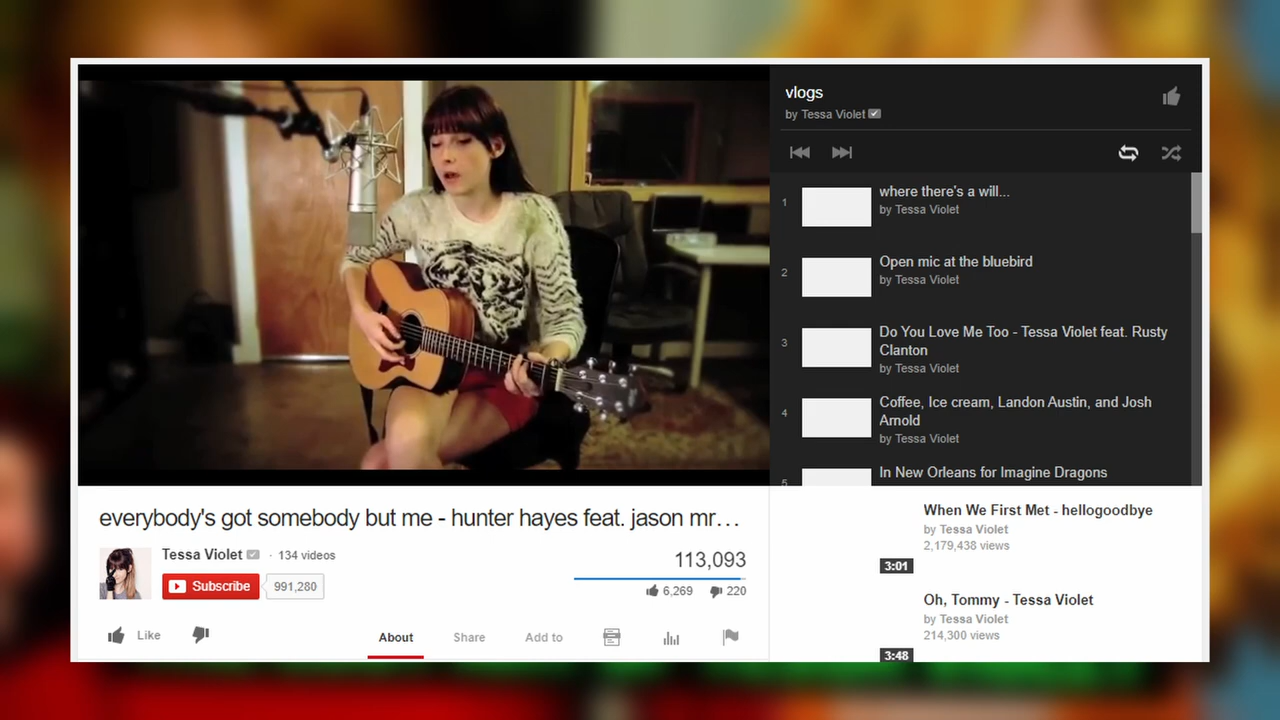 everybody's got somebody but me - hunter hayes feat. jason mr…
Tessa Violet · 134 videos
Subscribe 991,280
113,093
6,269 220
Like
About Share Add to
vlogs
by Tessa Violet
1
where there's a will...
by Tessa Violet
2
Open mic at the bluebird
by Tessa Violet
3
Do You Love Me Too - Tessa Violet feat. Rusty
Clanton
by Tessa Violet
4
Coffee, Ice cream, Landon Austin, and Josh
Arnold
by Tessa Violet
5
In New Orleans for Imagine Dragons
When We First Met - hellogoodbye
by Tessa Violet
2,179,438 views
3:01
Oh, Tommy - Tessa Violet
by Tessa Violet
214,300 views
3:48